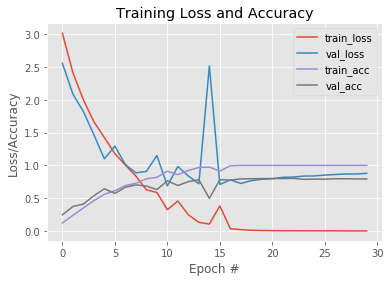 Training Loss and Accuracy
train_loss
val_loss
train_acc
val_acc
3.0
2.5
2.0
1.5
1.0
0.5
0.0
Loss/Accuracy
0 5 10 15 20 25 30
Epoch #